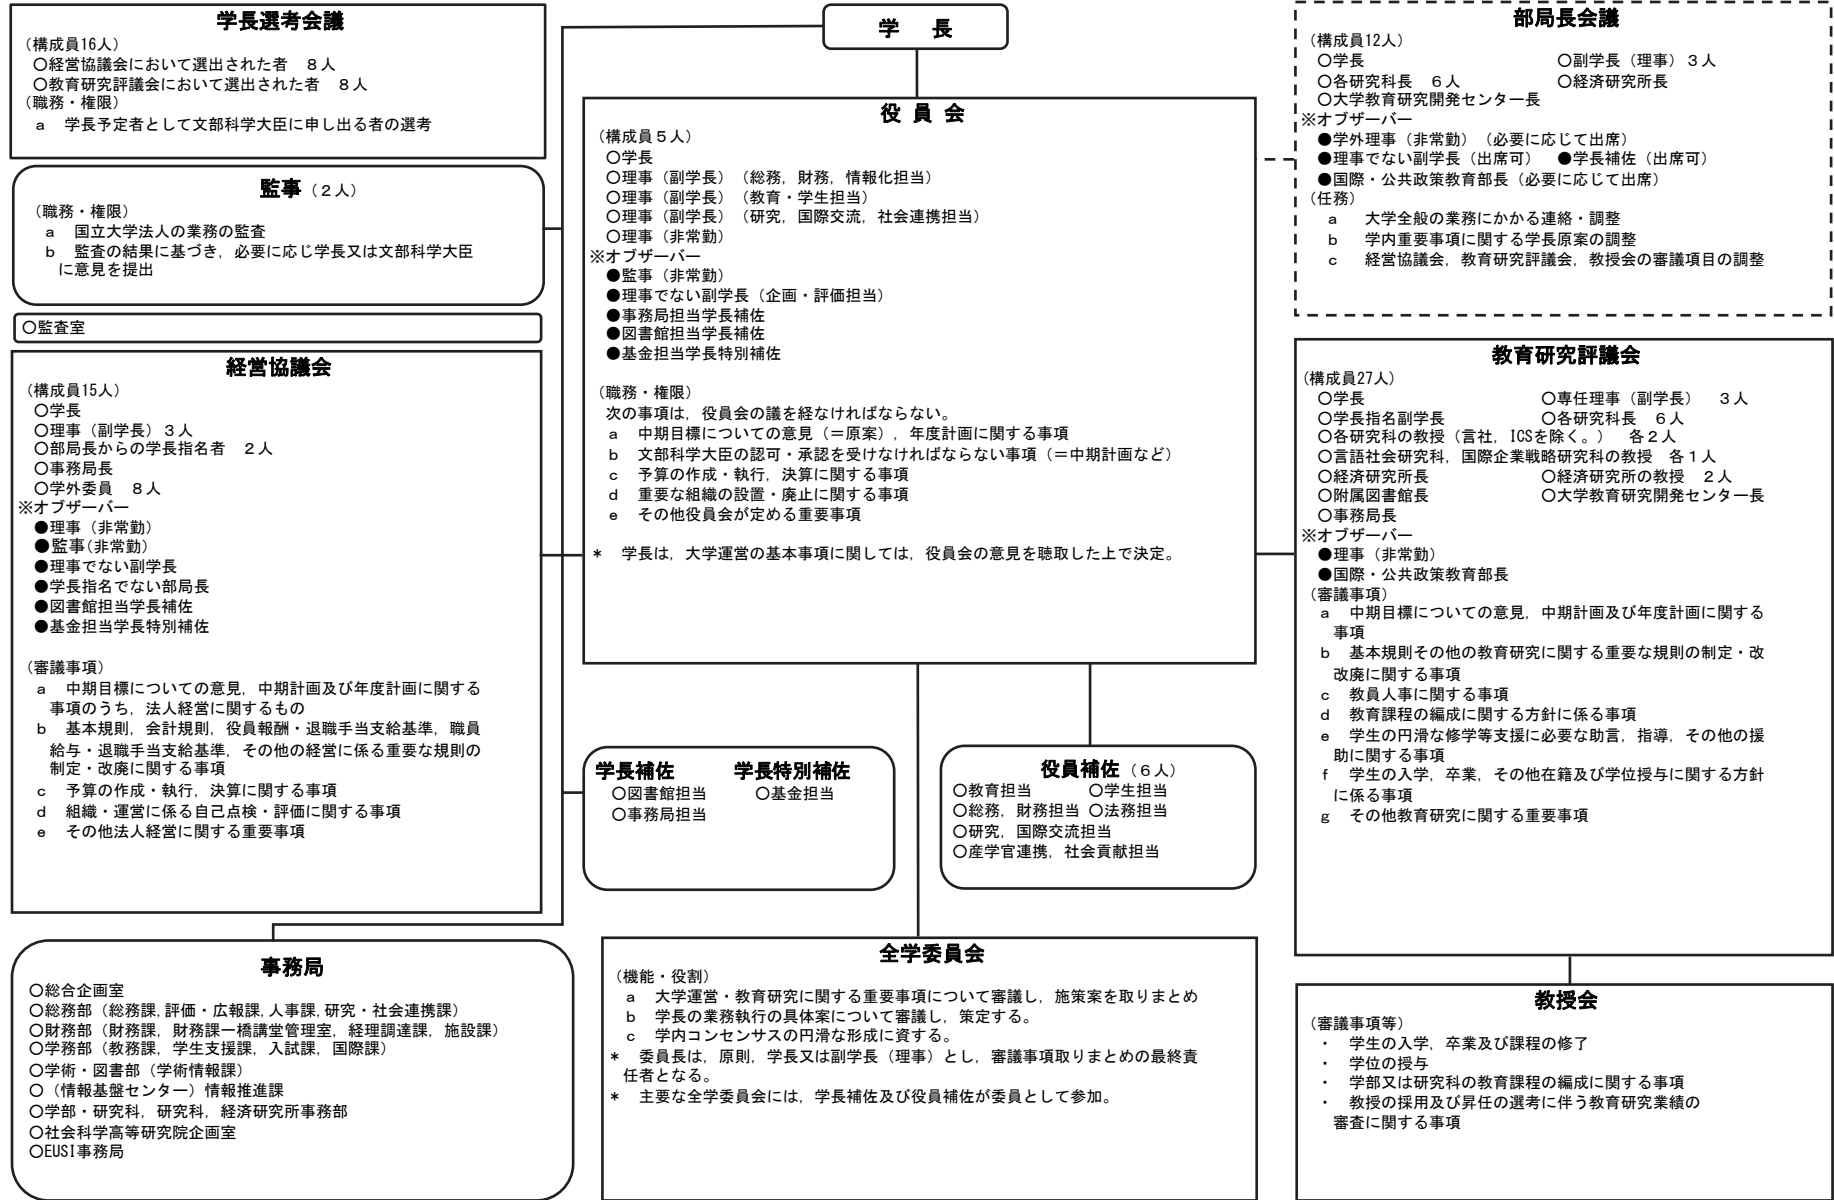 学長選考会議
（構成員16人）
○経営協議会において選出された者　８人
○教育研究評議会において選出された者　８人
（職務・権限）
ａ　学長予定者として文部科学大臣に申し出る者の選考
監事（２人）
（職務・権限）
ａ　国立大学法人の業務の監査
ｂ　監査の結果に基づき，必要に応じ学長又は文部科学大臣
に意見を提出
○監査室
経営協議会
（構成員15人）
○学長
○理事（副学長）３人
○部局長からの学長指名者　２人
○事務局長
○学外委員　８人
※オブザーバー
●理事（非常勤）
●監事(非常勤)
●理事でない副学長
●学長指名でない部局長
●図書館担当学長補佐
●基金担当学長特別補佐
（審議事項）
ａ　中期目標についての意見，中期計画及び年度計画に関する
事項のうち，法人経営に関するもの
ｂ　基本規則，会計規則，役員報酬・退職手当支給基準，職員
給与・退職手当支給基準，その他の経営に係る重要な規則の
制定・改廃に関する事項
ｃ　予算の作成・執行，決算に関する事項
ｄ　組織・運営に係る自己点検・評価に関する事項
ｅ　その他法人経営に関する重要事項
事務局
○総合企画室
○総務部（総務課,評価・広報課,人事課,研究・社会連携課）
○財務部（財務課，財務課一橋講堂管理室，経理調達課，施設課）
○学務部（教務課，学生支援課，入試課，国際課）
○学術・図書部（学術情報課）
○（情報基盤センター）情報推進課
○学部・研究科，研究科，経済研究所事務部
○社会科学高等研究院企画室
○EUSI事務局
学　長
役 員 会
（構成員５人）
○学長
○理事（副学長）（総務，財務，情報化担当）
○理事（副学長）（教育・学生担当）
○理事（副学長）（研究，国際交流，社会連携担当）
○理事（非常勤）
※オブザーバー
●監事（非常勤）
●理事でない副学長（企画・評価担当）
●事務局担当学長補佐
●図書館担当学長補佐
●基金担当学長特別補佐
（職務・権限）
次の事項は，役員会の議を経なければならない。
ａ　中期目標についての意見（＝原案），年度計画に関する事項
ｂ　文部科学大臣の認可・承認を受けなければならない事項（＝中期計画など）
ｃ　予算の作成・執行，決算に関する事項
ｄ　重要な組織の設置・廃止に関する事項
ｅ　その他役員会が定める重要事項
＊　学長は，大学運営の基本事項に関しては，役員会の意見を聴取した上で決定。
学長補佐　　　学長特別補佐
○図書館担当　　　○基金担当
○事務局担当
役員補佐（６人）
○教育担当　　　○学生担当
○総務，財務担当 ○法務担当
○研究，国際交流担当
○産学官連携，社会貢献担当
全学委員会
（機能・役割）
ａ　大学運営・教育研究に関する重要事項について審議し，施策案を取りまとめ
ｂ　学長の業務執行の具体案について審議し，策定する。
ｃ　学内コンセンサスの円滑な形成に資する。
＊　委員長は，原則，学長又は副学長（理事）とし，審議事項取りまとめの最終責
任者となる。
＊　主要な全学委員会には，学長補佐及び役員補佐が委員として参加。
部局長会議
（構成員12人）
○学長　　　○副学長（理事）３人
○各研究科長　６人　　　○経済研究所長
○大学教育研究開発センター長
※オブザーバー
●学外理事（非常勤）（必要に応じて出席）
●理事でない副学長（出席可）　●学長補佐（出席可）
●国際・公共政策教育部長（必要に応じて出席）
（任務）
ａ　大学全般の業務にかかる連絡・調整
ｂ　学内重要事項に関する学長原案の調整
ｃ　経営協議会，教育研究評議会，教授会の審議項目の調整
教育研究評議会
（構成員27人）
○学長　　　○専任理事（副学長）　３人
○学長指名副学長　　　○各研究科長　６人
○各研究科の教授（言社，ICSを除く。）　各２人
○言語社会研究科，国際企業戦略研究科の教授　各１人
○経済研究所長　　　○経済研究所の教授　２人
○附属図書館長　　　○大学教育研究開発センター長
○事務局長
※オブザーバー
●理事（非常勤）
●国際・公共政策教育部長
（審議事項）
ａ　中期目標についての意見，中期計画及び年度計画に関する
事項
ｂ　基本規則その他の教育研究に関する重要な規則の制定・改
改廃に関する事項
ｃ　教員人事に関する事項
ｄ　教育課程の編成に関する方針に係る事項
ｅ　学生の円滑な修学等支援に必要な助言，指導，その他の援
助に関する事項
ｆ　学生の入学，卒業，その他在籍及び学位授与に関する方針
に係る事項
ｇ　その他教育研究に関する重要事項
教授会
（審議事項等）
・　学生の入学，卒業及び課程の修了
・　学位の授与
・　学部又は研究科の教育課程の編成に関する事項
・　教授の採用及び昇任の選考に伴う教育研究業績の
審査に関する事項